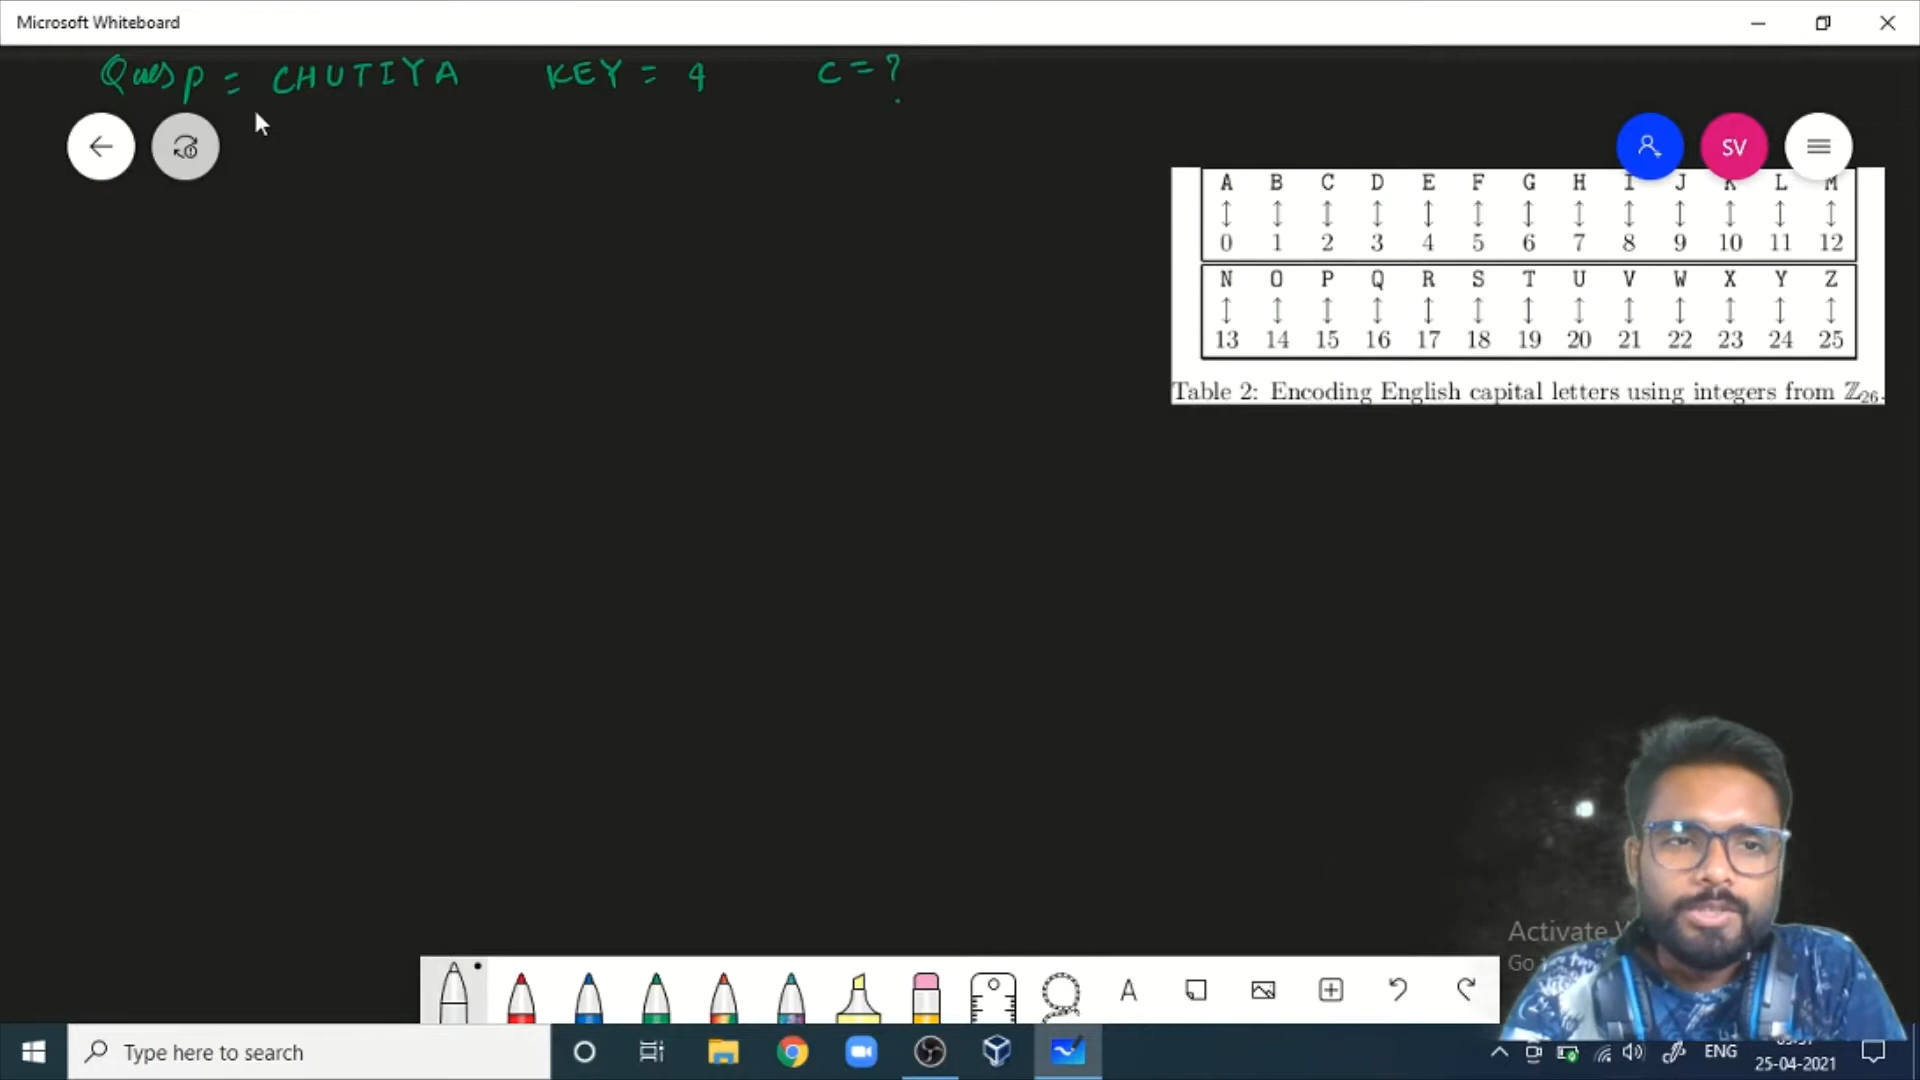 Microsoft Whiteboard
Ques P = CHUTIYA KEY = 4 C = ?
SV
A B C D E F G H I J K L M
0 1 2 3 4 5 6 7 8 9 10 11 12
N O P Q R S T U V W X Y Z
13 14 15 16 17 18 19 20 21 22 23 24 25
Table 2: Encoding English capital letters using integers from ℤ26.
Activate
Go
A
Type here to search
ENG
25-04-2021